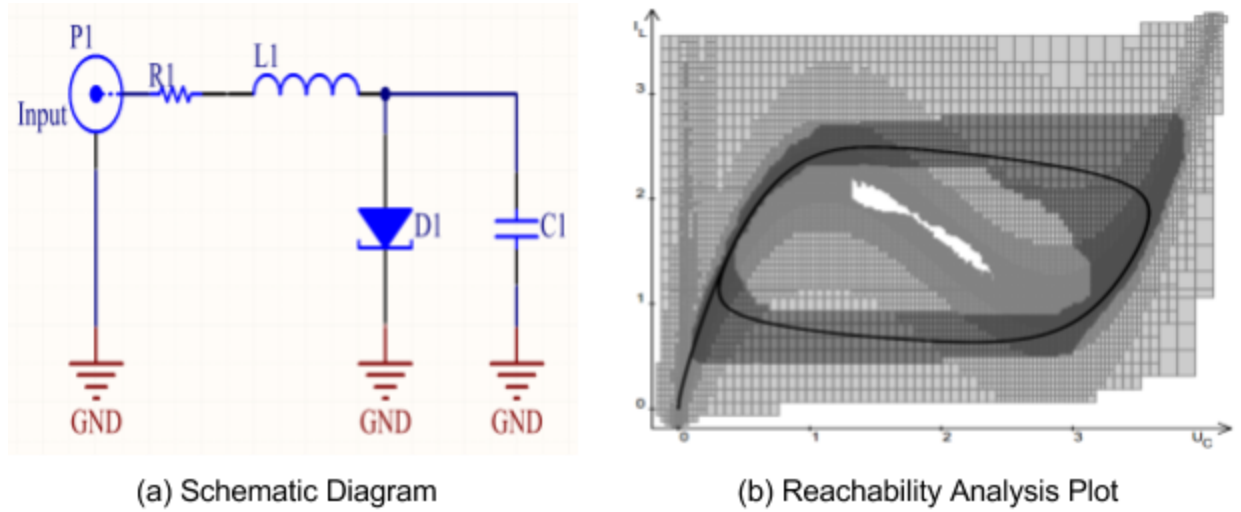 P1
R1
L1
Input
D1
C1
GND
GND
GND
I_L
3
2
1
0
0
1
2
3
U_C
(a) Schematic Diagram
(b) Reachability Analysis Plot